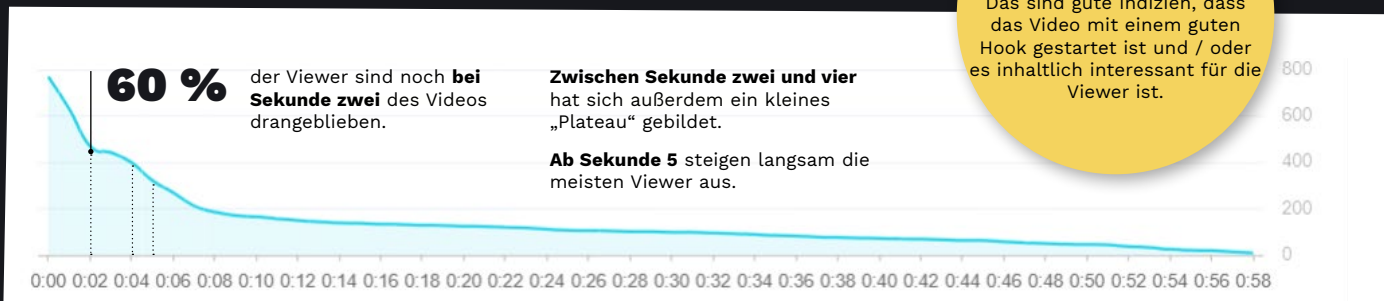 Das sind gute Indizien, dass
das Video mit einem guten
Hook gestartet ist und / oder
es inhaltlich interessant für die
Viewer ist.
60 %
der Viewer sind noch bei
Sekunde zwei des Videos
drangeblieben.
Zwischen Sekunde zwei und vier
hat sich außerdem ein kleines
„Plateau“ gebildet.
Ab Sekunde 5 steigen langsam die
meisten Viewer aus.
800
600
400
200
0
0:00 0:02 0:04 0:06 0:08 0:10 0:12 0:14 0:16 0:18 0:20 0:22 0:24 0:26 0:28 0:30 0:32 0:34 0:36 0:38 0:40 0:42 0:44 0:46 0:48 0:50 0:52 0:54 0:56 0:58